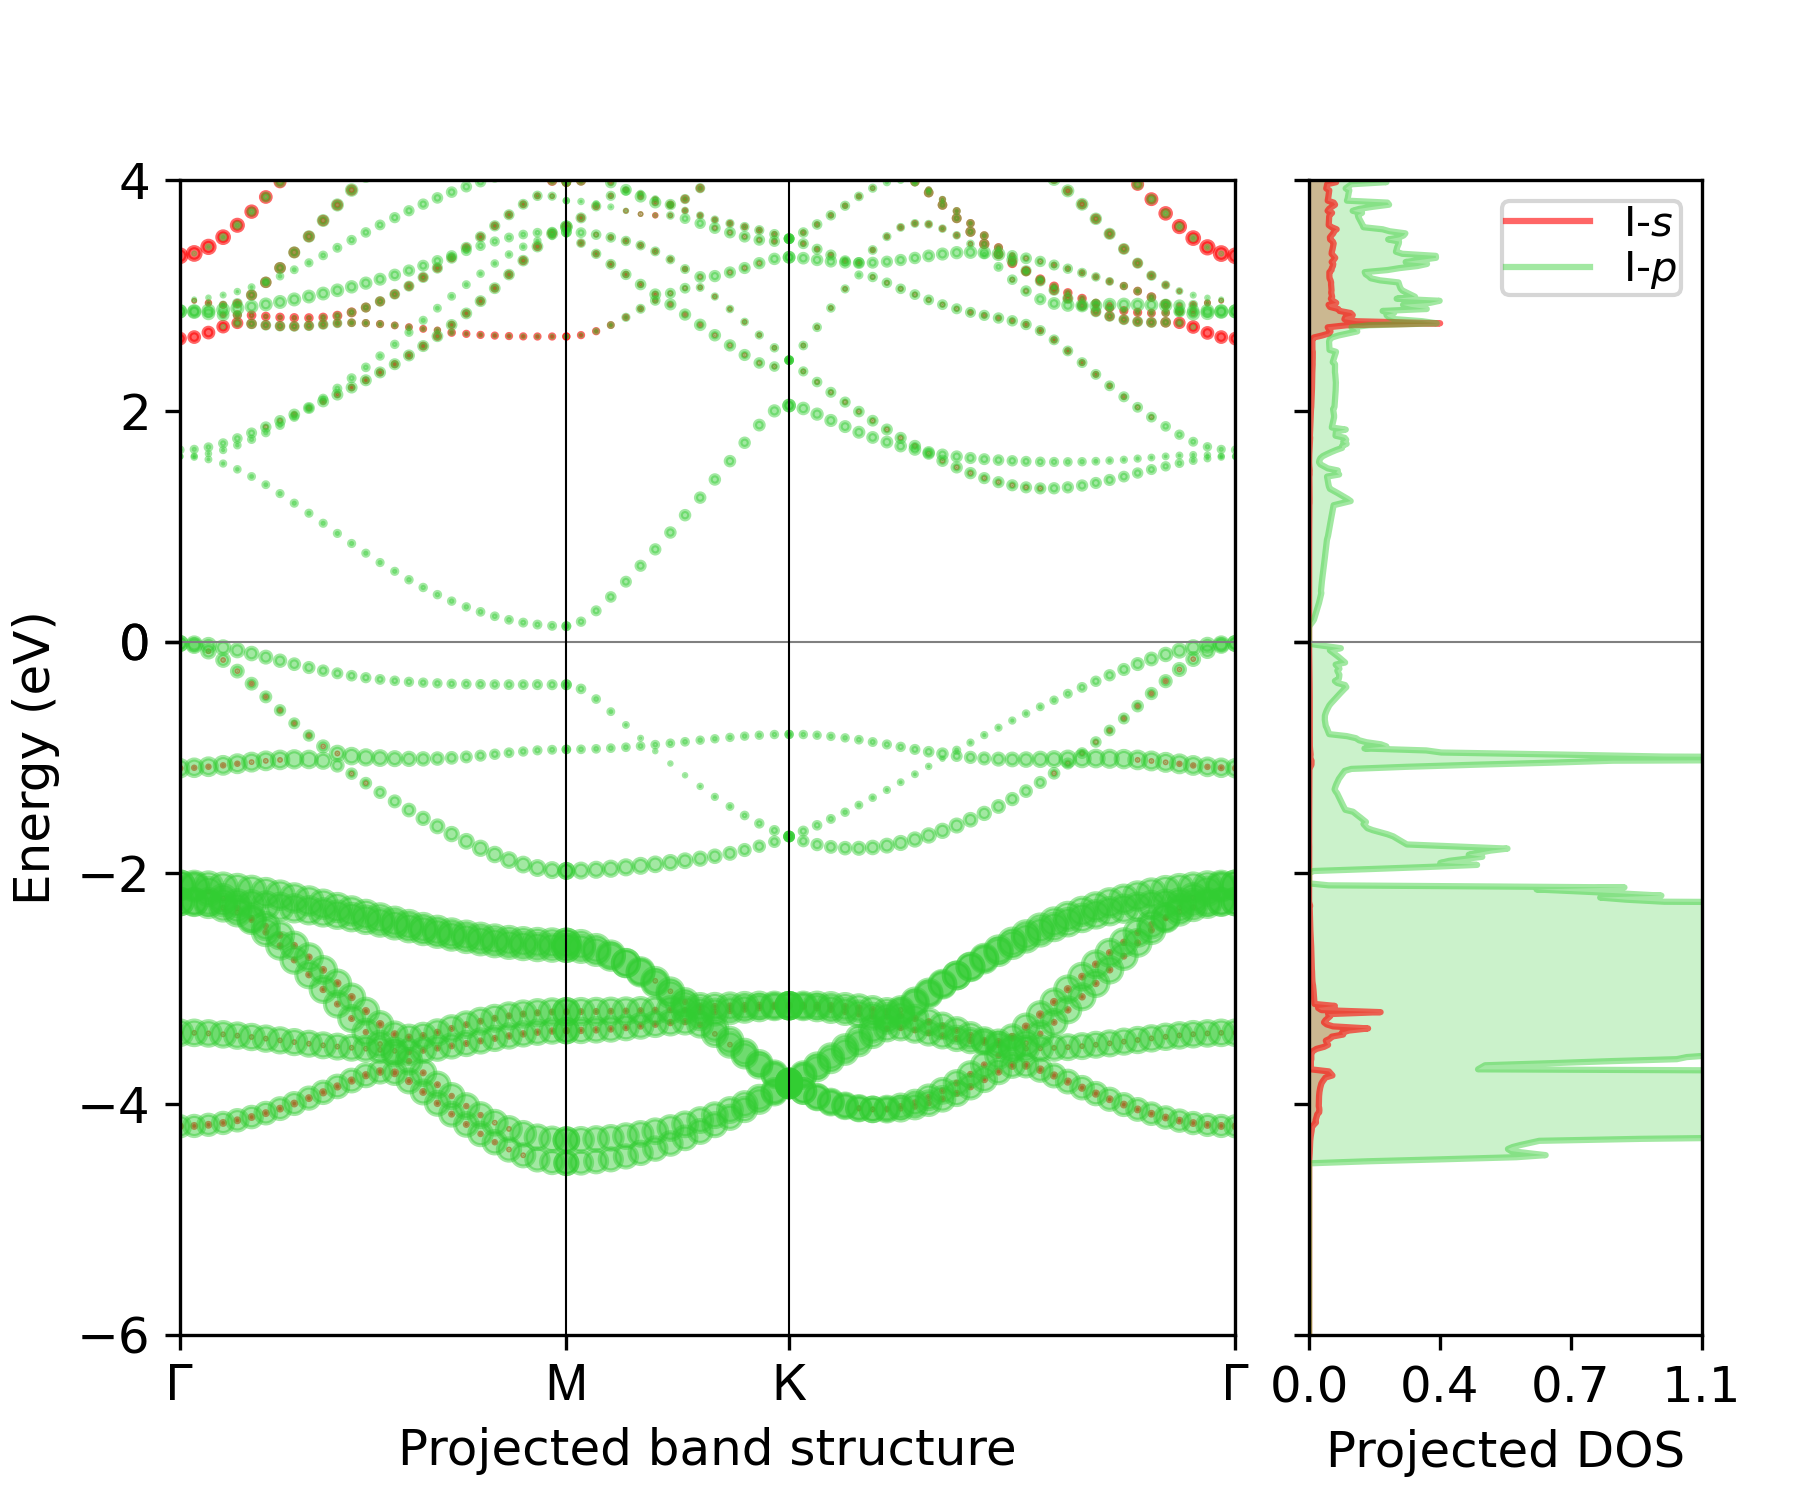 4
2
0
−2
−4
−6
Energy (eV)
Γ M K Γ
Projected band structure
I-s
I-p
0.0 0.4 0.7 1.1
Projected DOS